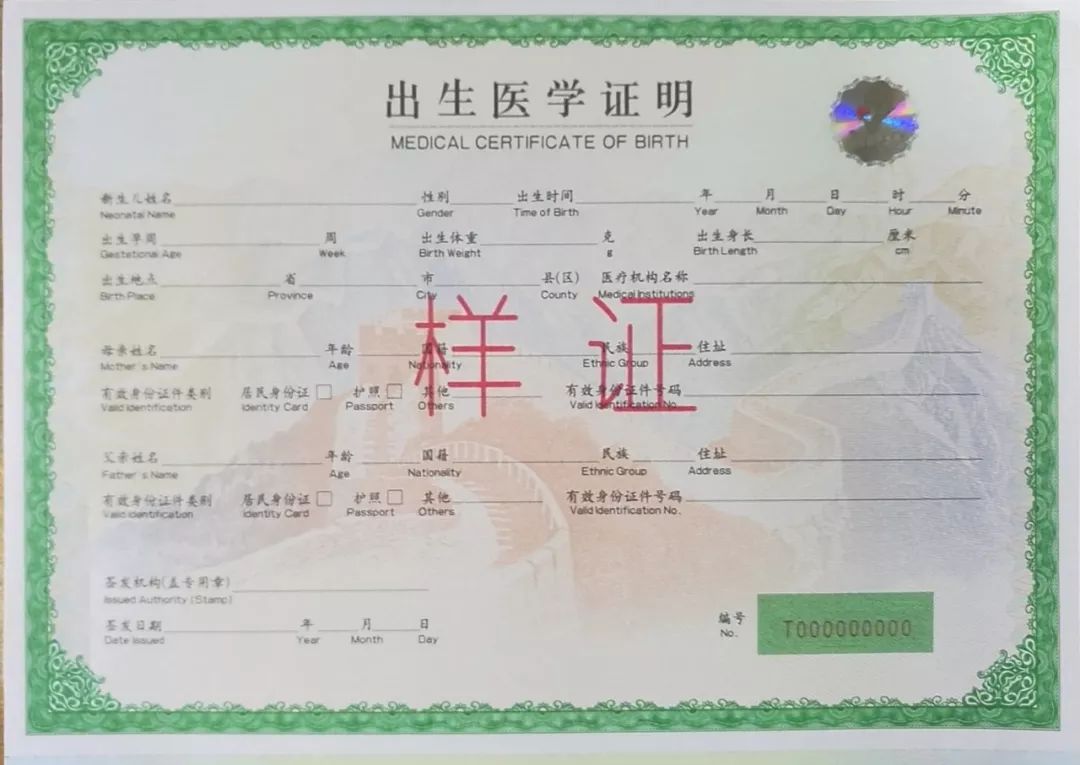 出生医学证明
MEDICAL CERTIFICATE OF BIRTH
新生儿姓名 性别 出生时间 年 月 日 时 分
Neonatal Name Gender Time of Birth Year Month Day Hour Minute
出生孕周 周 出生体重 克 出生身长 厘米
Gestational Age Week Birth Weight g Birth Length cm
出生地点 省 市 县(区) 医疗机构名称
Birth Place Province City County Medical Institutions
样证
母亲姓名 年龄 国籍 民族 住址
Mother's Name Age Nationality Ethnic Group Address
有效身份证件类别 居民身份证 护照 其他 有效身份证件号码
Valid Identification Identity Card Passport Others Valid Identification No.
父亲姓名 年龄 国籍 民族 住址
Father's Name Age Nationality Ethnic Group Address
有效身份证件类别 居民身份证 护照 其他 有效身份证件号码
Valid Identification Identity Card Passport Others Valid Identification No.
签发机构(盖专用章)
Issued Authority (Stamp)
签发日期 年 月 日 编号
Date Issued Year Month Day No.
T000000000